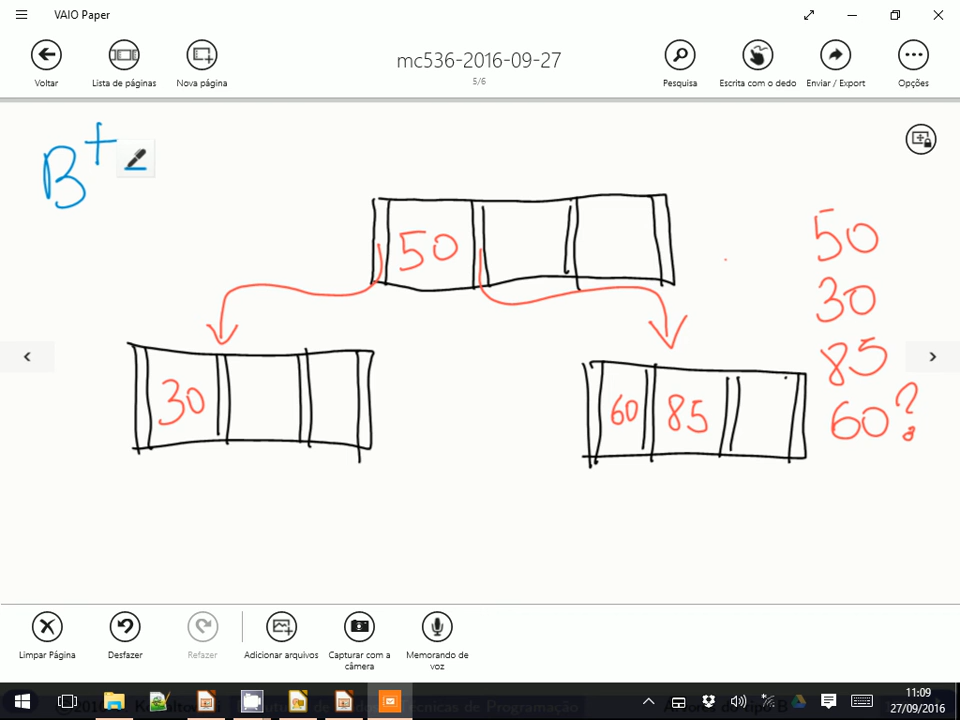 VAIO Paper
Voltar
Lista de páginas
Nova página
mc536-2016-09-27
5/6
Pesquisa
Escrita com o dedo
Enviar / Export
Opções
B+
50
50
30
85
60?
30
60 85
Limpar Página
Desfazer
Refazer
Adicionar arquivos
Capturar com a
câmera
Memorando de
voz
11:09
27/09/2016